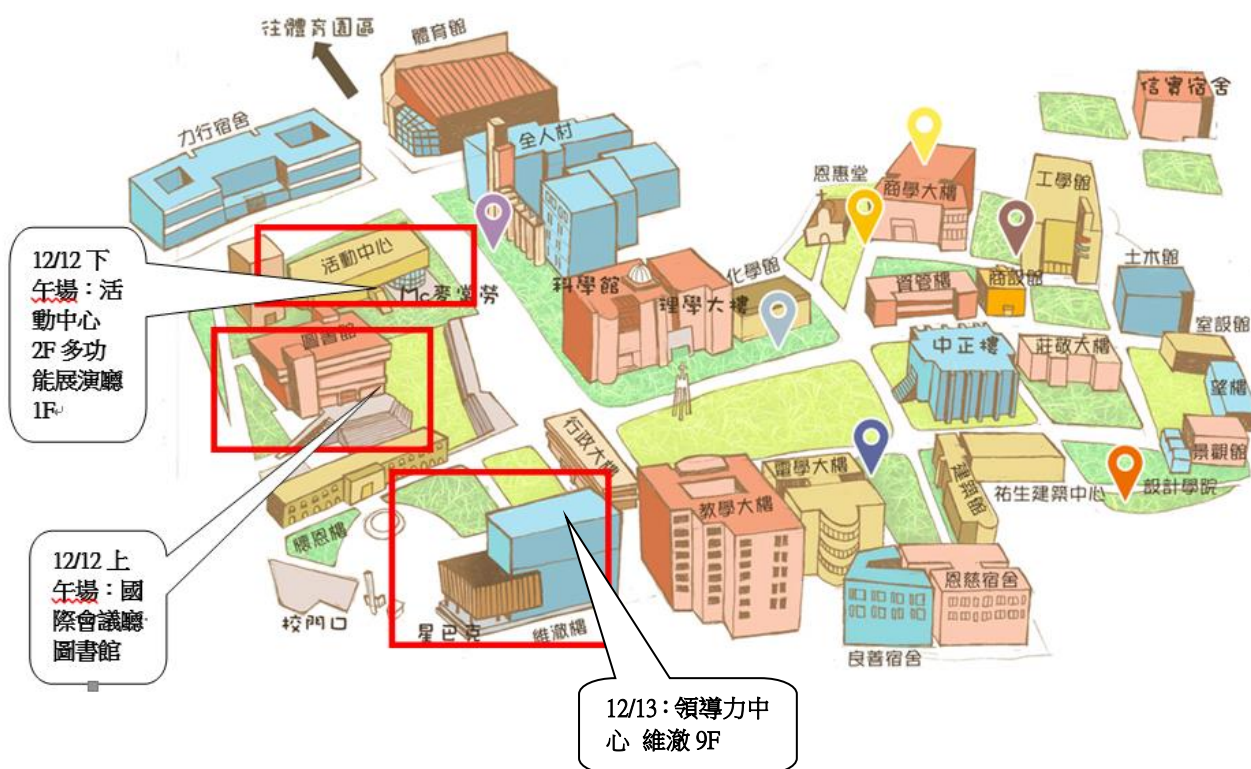 往體育園區
體育館
信實宿舍
力行宿舍
全人村
恩惠堂
商學大樓
工學館
12/12 下
午場：活
動中心
2F 多功
能展演廳
1F
活動中心
Mc麥當勞
科學館
理學大樓
化學館
資管樓
商設館
土木館
圖書館
中正樓
莊敬大樓
室設館
望樓
行政大樓
電學大樓
建築館
祐生建築中心
設計學院
景觀館
教學大樓
12/12 上
午場：國
際會議廳
圖書館
懷恩樓
校門口
星巴克
維澈樓
恩慈宿舍
良善宿舍
12/13：領導力中
心 維澈 9F